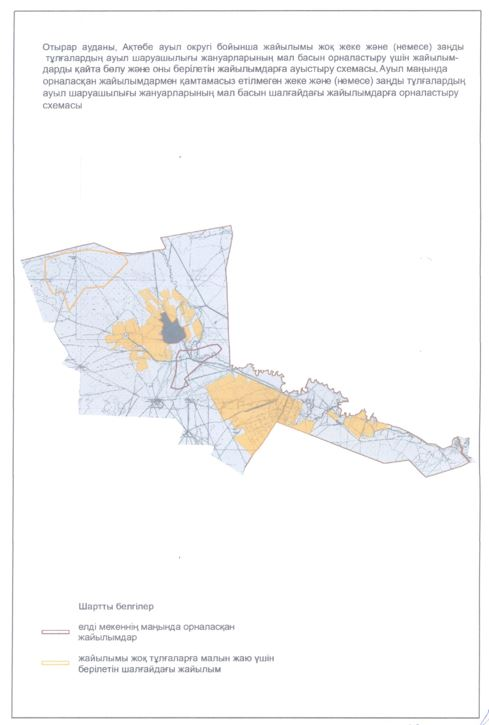 Отырар ауданы, Ақтөбе ауыл округі бойынша жайылымы жоқ жеке және (немесе) заңды
тұлғалардың ауыл шаруашылығы жануарларының мал басын орналастыру үшін жайылым-
дарды қайта бөлу және оны берілетін жайылымдарға ауыстыру схемасы. Ауыл маңында
орналасқан жайылымдармен қамтамасыз етілмеген жеке және (немесе) заңды тұлғалардың
ауыл шаруашылығы жануарларының мал басын шалғайдағы жайылымдарға орналастыру
схемасы
Шартты белгілер
елді мекеннің маңында орналасқан
жайылымдар
жайылымы жоқ тұлғаларға малын жаю үшін
берілетін шалғайдағы жайылым